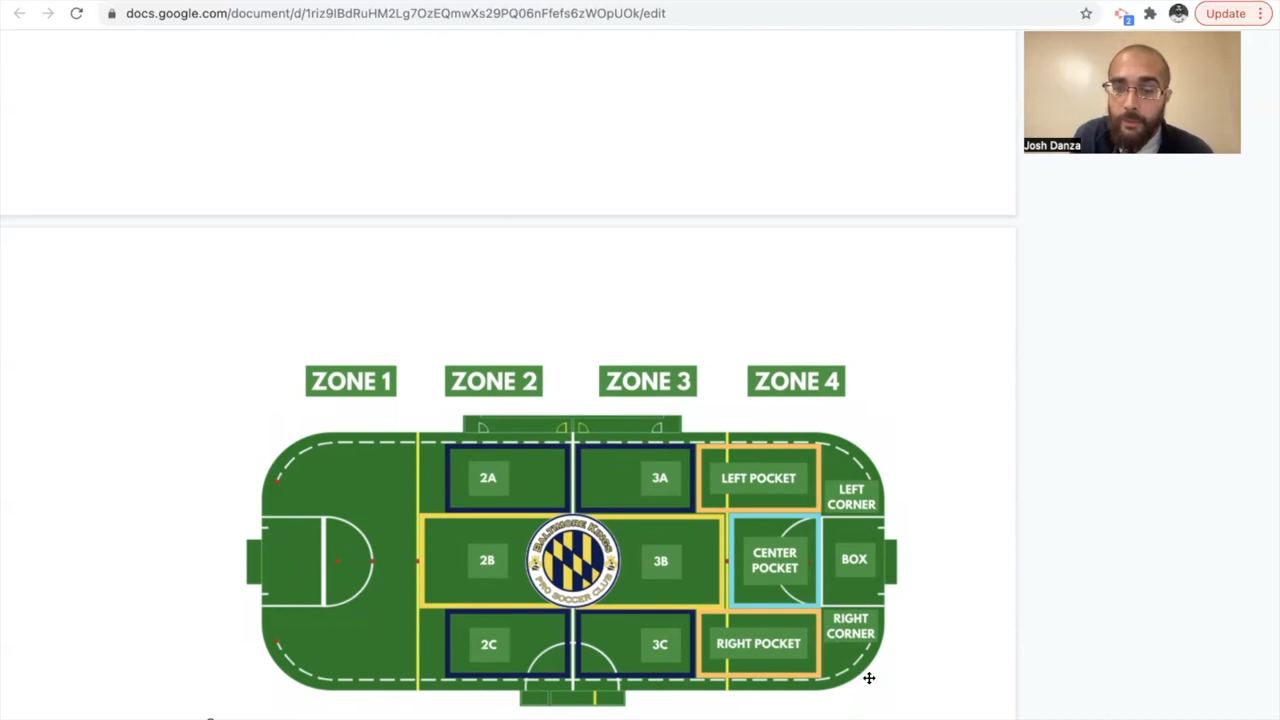 docs.google.com/document/d/1riz9IBdRuHM2Lg7OzEQmwXs29PQ06nFfefs6zWOpUOk/edit
2
Update
Josh Danza
ZONE 1
ZONE 2
ZONE 3
ZONE 4
2A
3A
LEFT POCKET
LEFT
CORNER
BALTIMORE KINGS
PRO SOCCER CLUB
2B
3B
CENTER
POCKET
BOX
2C
3C
RIGHT POCKET
RIGHT
CORNER